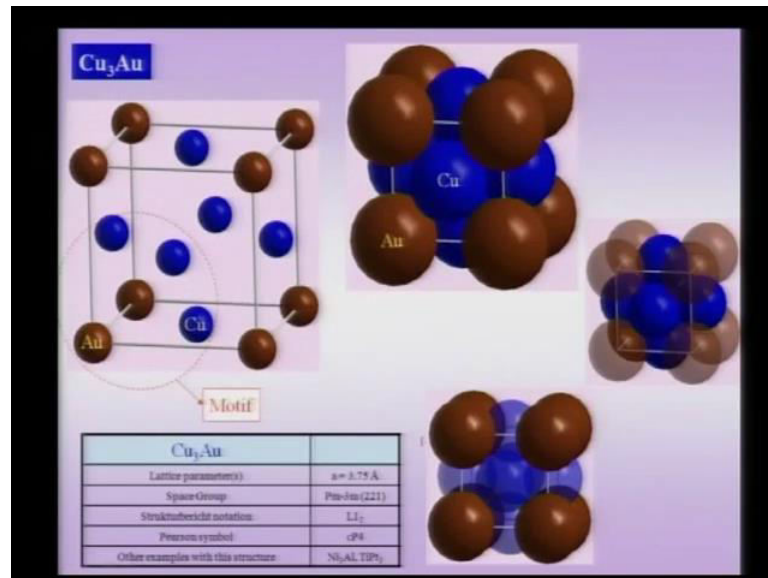 Cu₃Au
Cu
Au
Cu
Au
Motif
Cu₃Au
Lattice parameter(s) a = 3.75 Å
Space Group Pm-3m (221)
Strukturbericht notation L1₂
Pearson symbol cP4
Other examples with this structure Ni₃Al, TiPt₃